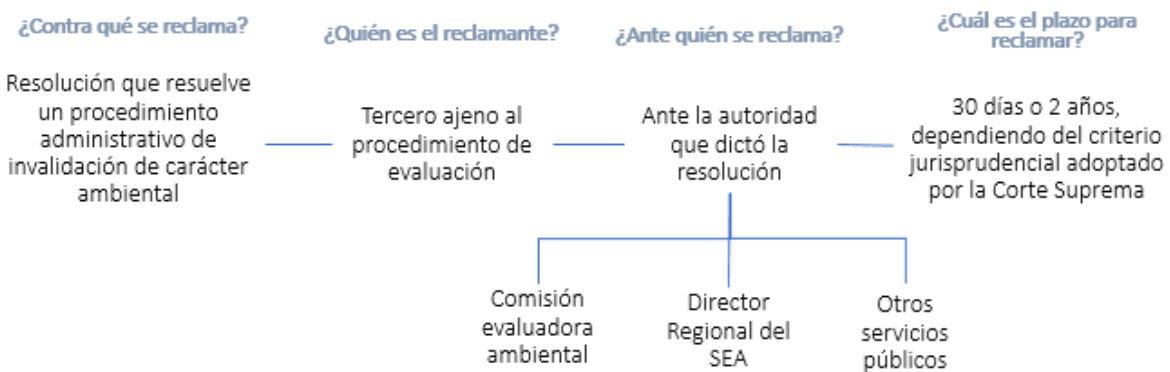 ¿Contra qué se reclama?
¿Quién es el reclamante?
¿Ante quién se reclama?
¿Cuál es el plazo para
reclamar?
Resolución que resuelve
un procedimiento
administrativo de
invalidación de carácter
ambiental
Tercero ajeno al
procedimiento de
evaluación
Ante la autoridad
que dictó la
resolución
30 días o 2 años,
dependiendo del criterio
jurisprudencial adoptado
por la Corte Suprema
Comisión
evaluadora
ambiental
Director
Regional del
SEA
Otros
servicios
públicos